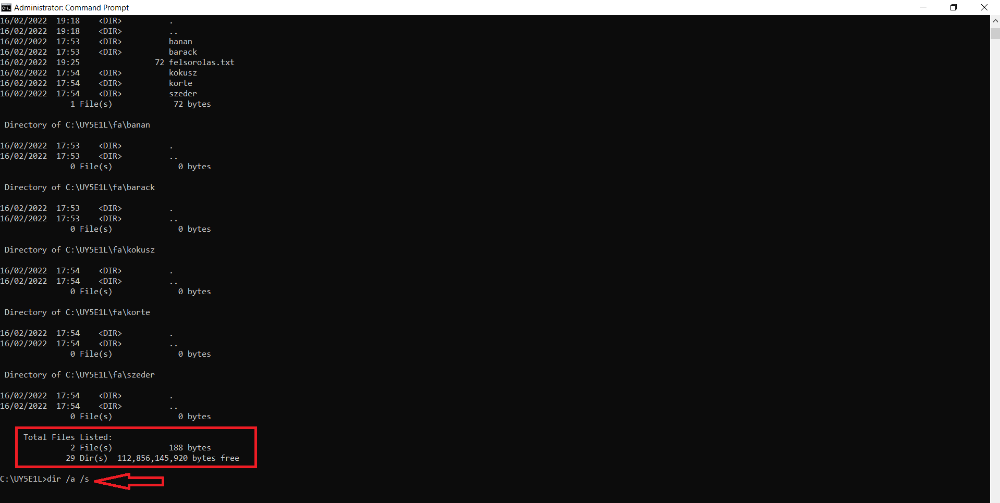 Administrator: Command Prompt
16/02/2022  19:18    <DIR>          .
16/02/2022  19:18    <DIR>          ..
16/02/2022  17:53    <DIR>          banan
16/02/2022  17:53    <DIR>          barack
16/02/2022  19:25                72 felsorolas.txt
16/02/2022  17:54    <DIR>          kokusz
16/02/2022  17:54    <DIR>          korte
16/02/2022  17:54    <DIR>          szeder
               1 File(s)             72 bytes
 Directory of C:\UY5E1L\fa\banan
16/02/2022  17:53    <DIR>          .
16/02/2022  17:53    <DIR>          ..
               0 File(s)              0 bytes
 Directory of C:\UY5E1L\fa\barack
16/02/2022  17:53    <DIR>          .
16/02/2022  17:53    <DIR>          ..
               0 File(s)              0 bytes
 Directory of C:\UY5E1L\fa\kokusz
16/02/2022  17:54    <DIR>          .
16/02/2022  17:54    <DIR>          ..
               0 File(s)              0 bytes
 Directory of C:\UY5E1L\fa\korte
16/02/2022  17:54    <DIR>          .
16/02/2022  17:54    <DIR>          ..
               0 File(s)              0 bytes
 Directory of C:\UY5E1L\fa\szeder
16/02/2022  17:54    <DIR>          .
16/02/2022  17:54    <DIR>          ..
               0 File(s)              0 bytes
     Total Files Listed:
               2 File(s)            188 bytes
              29 Dir(s)  112,856,145,920 bytes free
C:\UY5E1L>dir /a /s